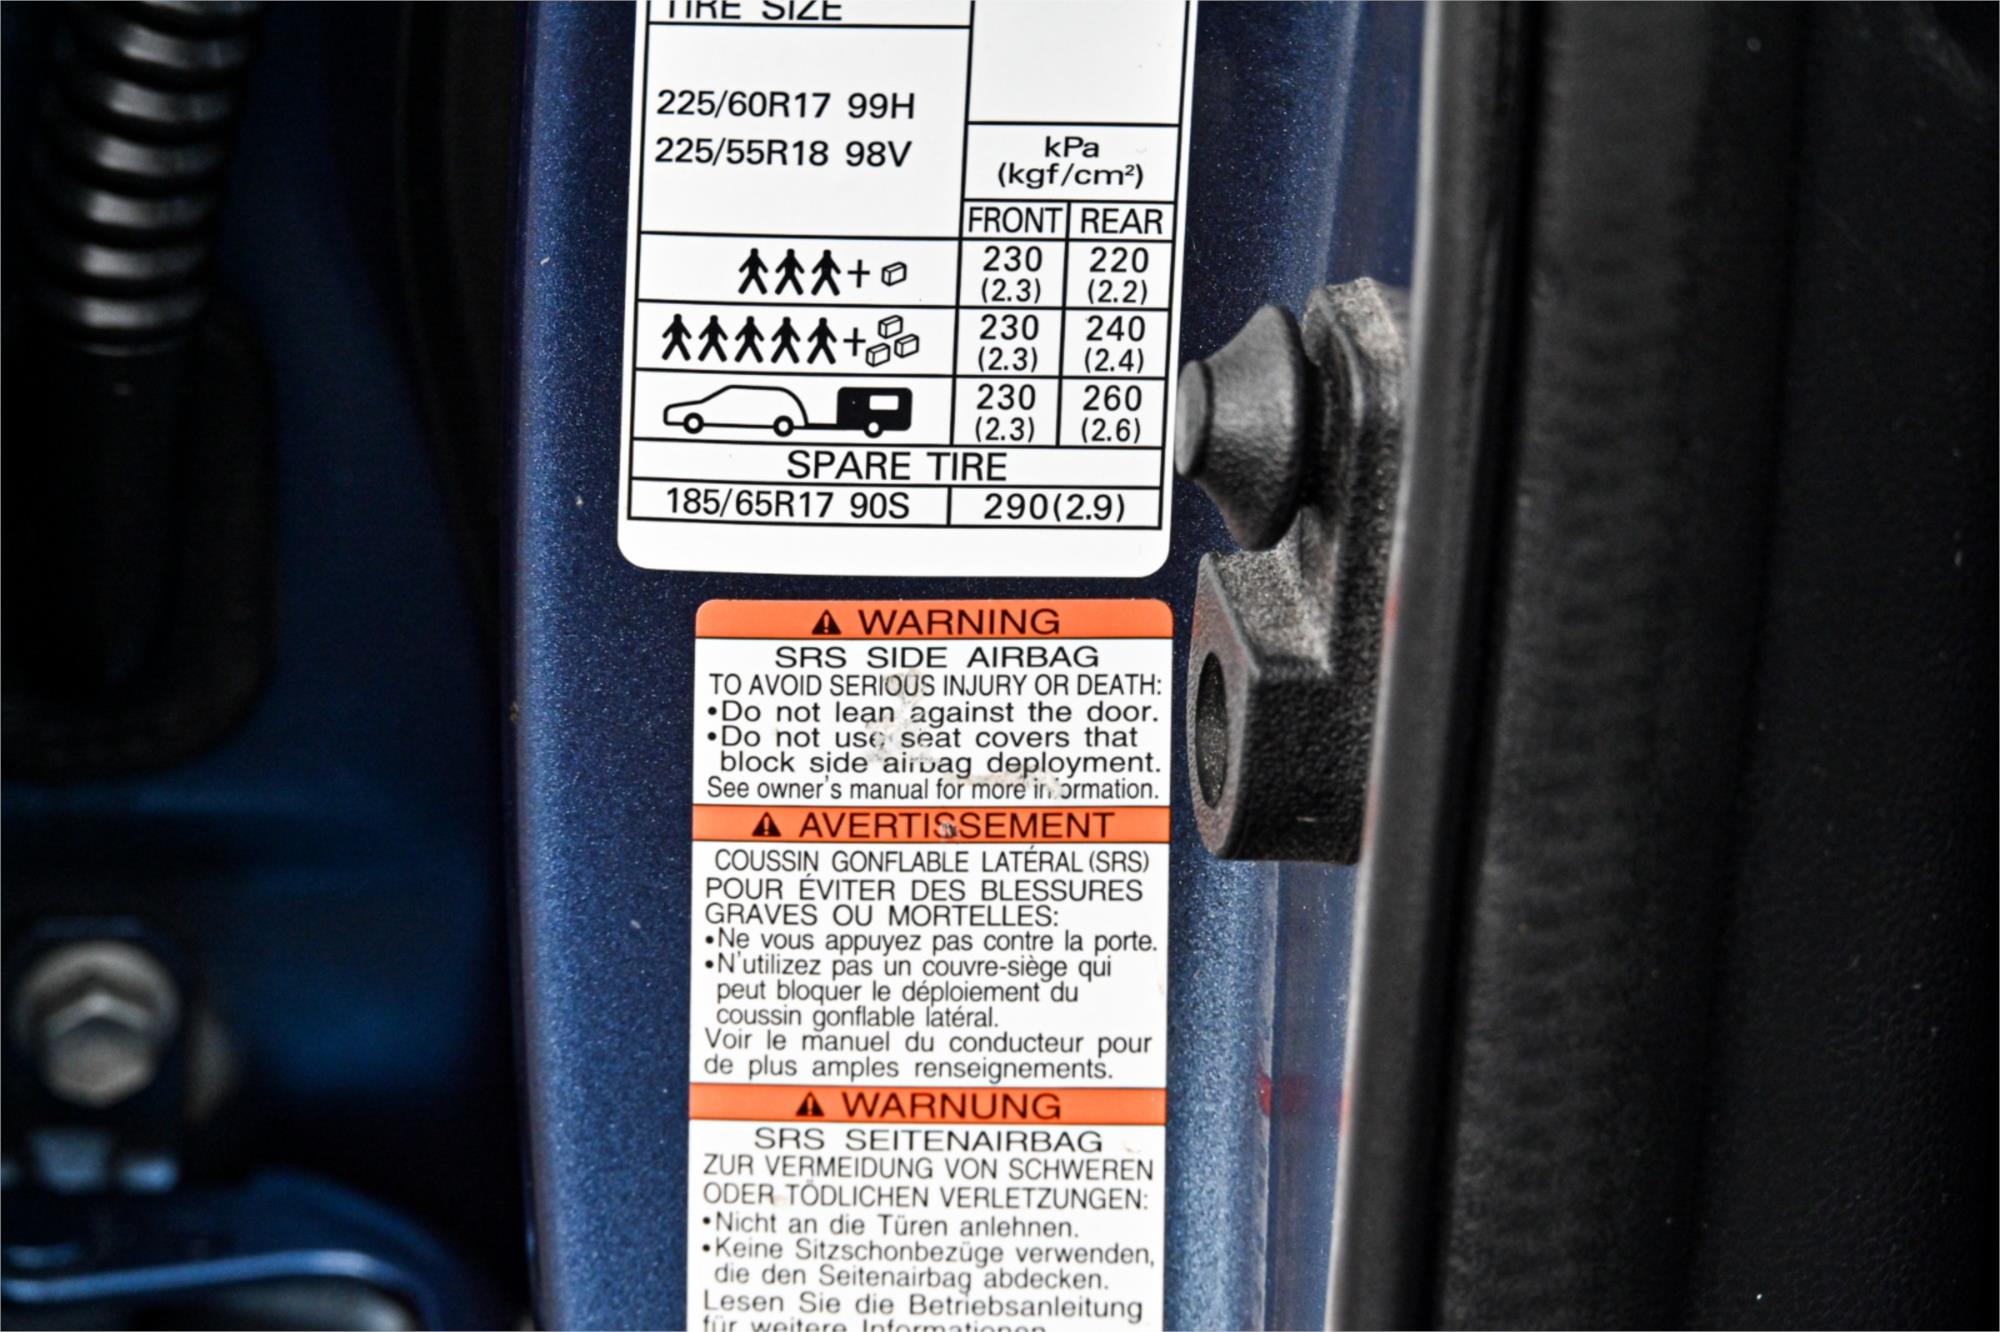 TIRE SIZE
225/60R17 99H
225/55R18 98V
kPa
(kgf/cm²)
FRONT REAR
+ 230 220
(2.3) (2.2)
+ 230 240
(2.3) (2.4)
230 260
(2.3) (2.6)
SPARE TIRE
185/65R17 90S 290(2.9)
WARNING
SRS SIDE AIRBAG
TO AVOID SERIOUS INJURY OR DEATH:
•Do not lean against the door.
•Do not use seat covers that
block side airbag deployment.
See owner's manual for more information.
AVERTISSEMENT
COUSSIN GONFLABLE LATÉRAL (SRS)
POUR ÉVITER DES BLESSURES
GRAVES OU MORTELLES:
•Ne vous appuyez pas contre la porte.
•N'utilizez pas un couvre-siège qui
peut bloquer le déploiement du
coussin gonflable latéral.
Voir le manuel du conducteur pour
de plus amples renseignements.
WARNUNG
SRS SEITENAIRBAG
ZUR VERMEIDUNG VON SCHWEREN
ODER TÖDLICHEN VERLETZUNGEN:
•Nicht an die Türen anlehnen.
•Keine Sitzschonbezüge verwenden,
die den Seitenairbag abdecken.
Lesen Sie die Betriebsanleitung
für weitere Informationen